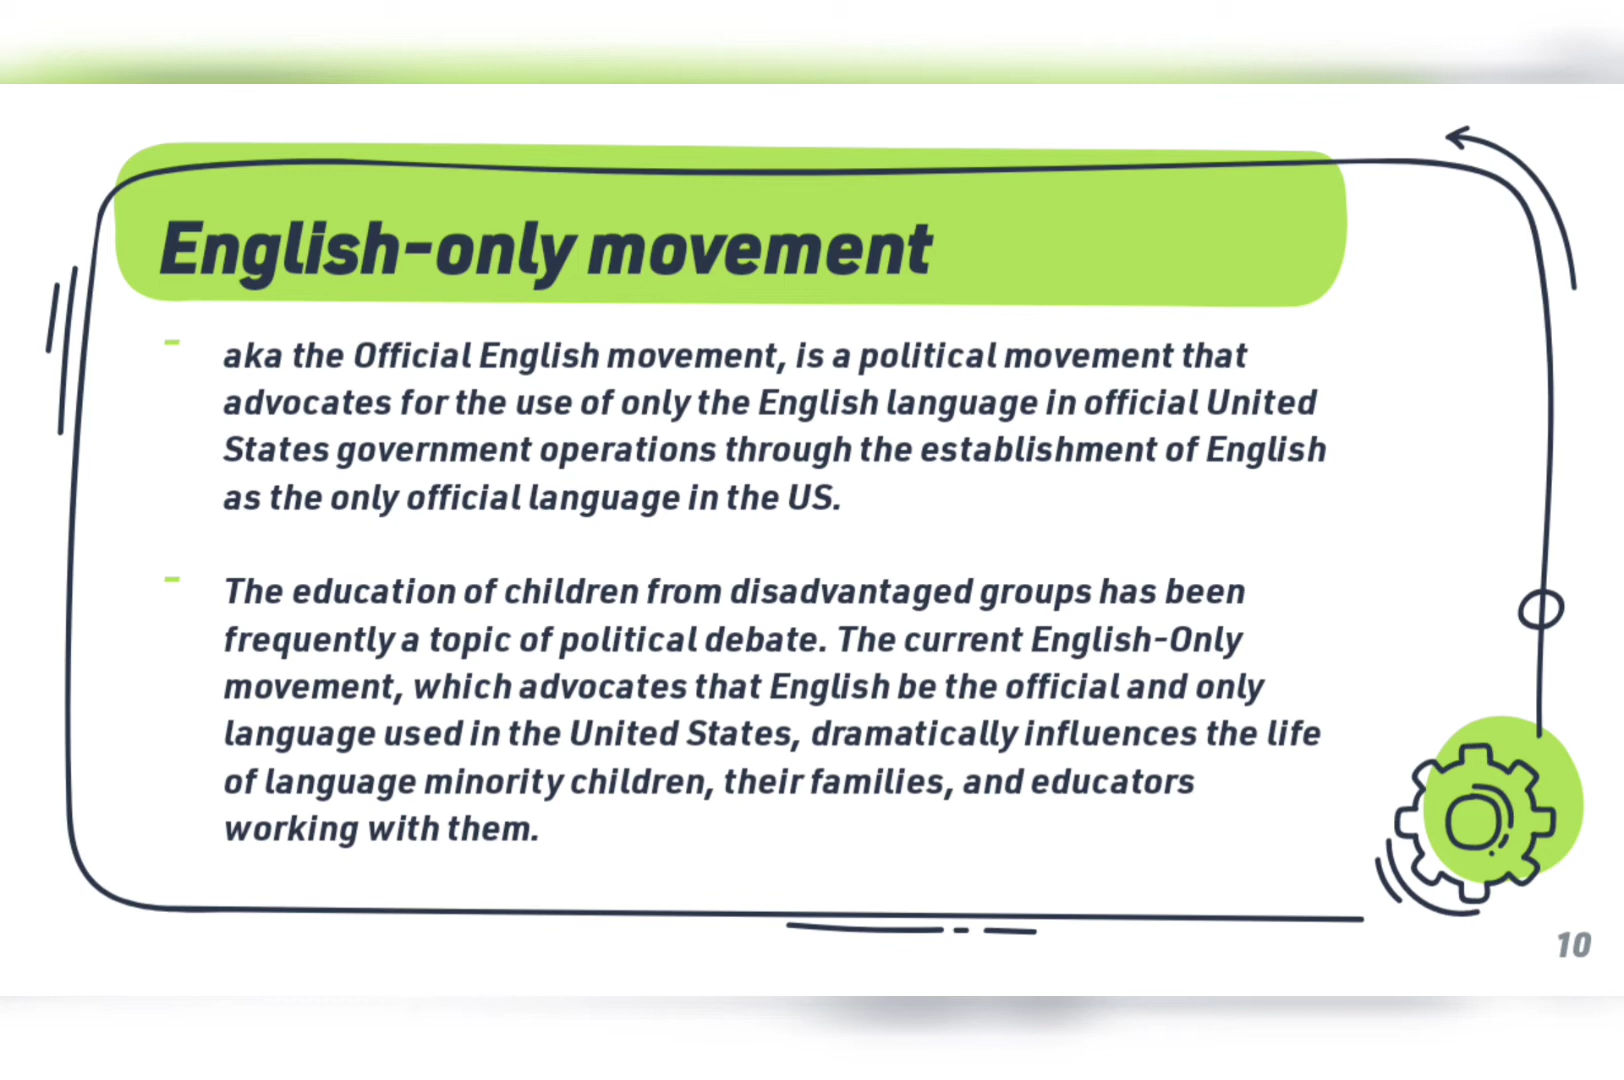 English-only movement
- aka the Official English movement, is a political movement that
advocates for the use of only the English language in official United
States government operations through the establishment of English
as the only official language in the US.
- The education of children from disadvantaged groups has been
frequently a topic of political debate. The current English-Only
movement, which advocates that English be the official and only
language used in the United States, dramatically influences the life
of language minority children, their families, and educators
working with them.
10